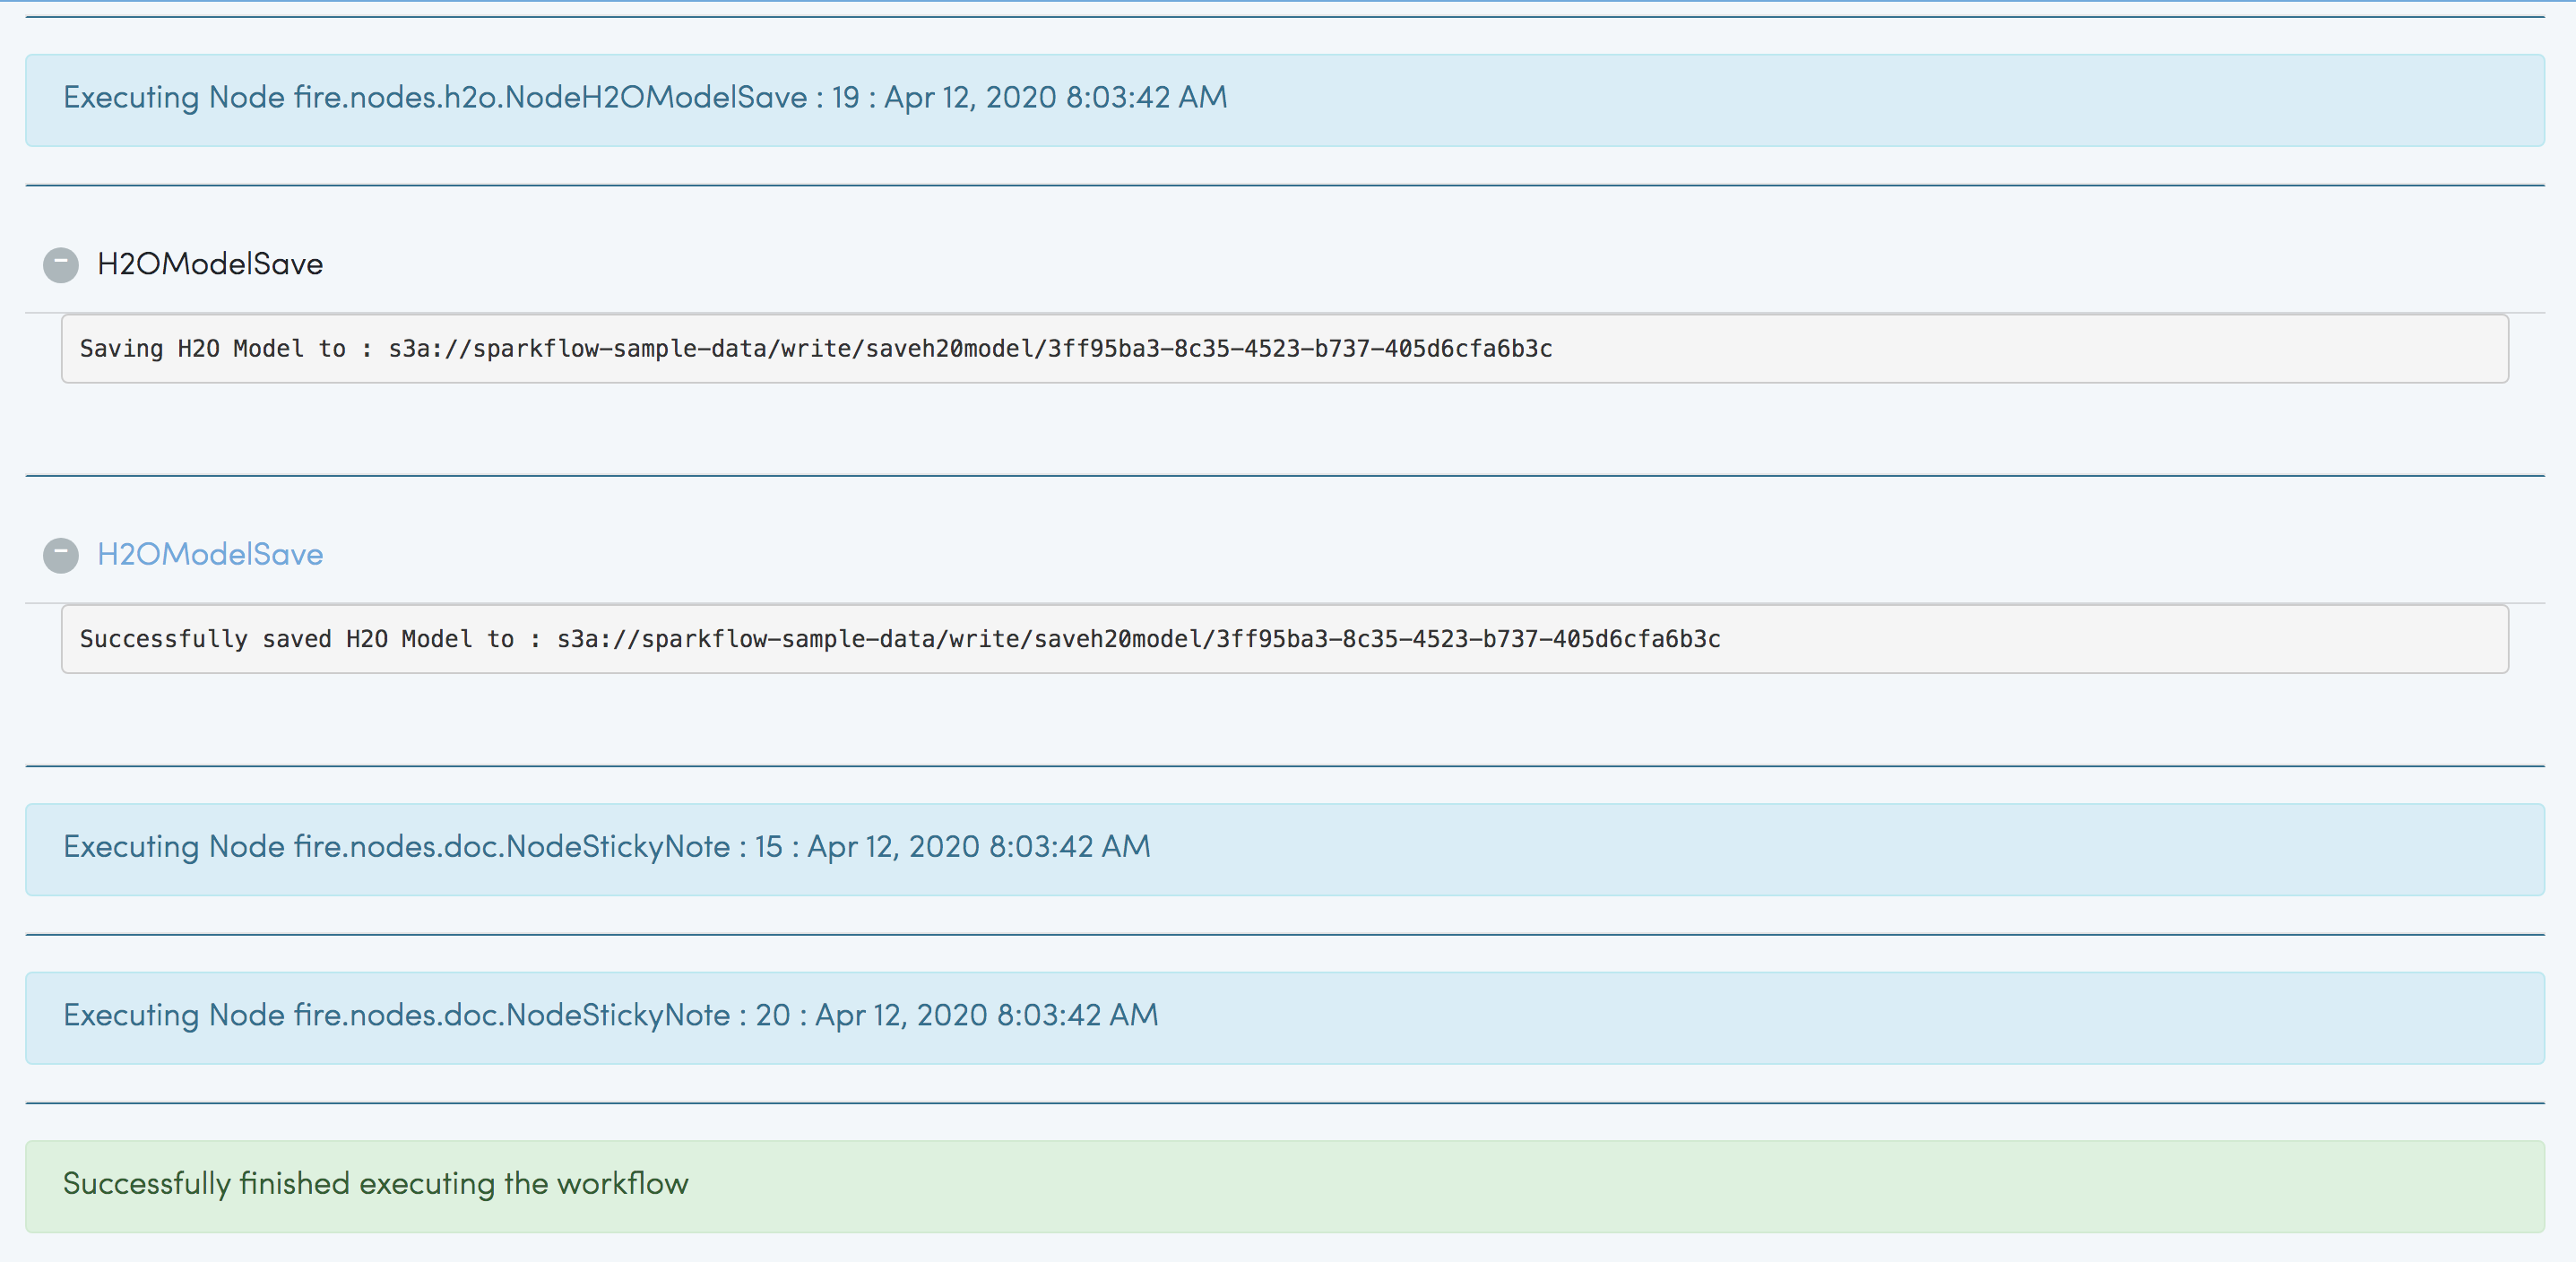 Executing Node fire.nodes.h2o.NodeH2OModelSave : 19 : Apr 12, 2020 8:03:42 AM
H2OModelSave
Saving H2O Model to : s3a://sparkflow-sample-data/write/saveh20model/3ff95ba3-8c35-4523-b737-405d6cfa6b3c
H2OModelSave
Successfully saved H2O Model to : s3a://sparkflow-sample-data/write/saveh20model/3ff95ba3-8c35-4523-b737-405d6cfa6b3c
Executing Node fire.nodes.doc.NodeStickyNote : 15 : Apr 12, 2020 8:03:42 AM
Executing Node fire.nodes.doc.NodeStickyNote : 20 : Apr 12, 2020 8:03:42 AM
Successfully finished executing the workflow